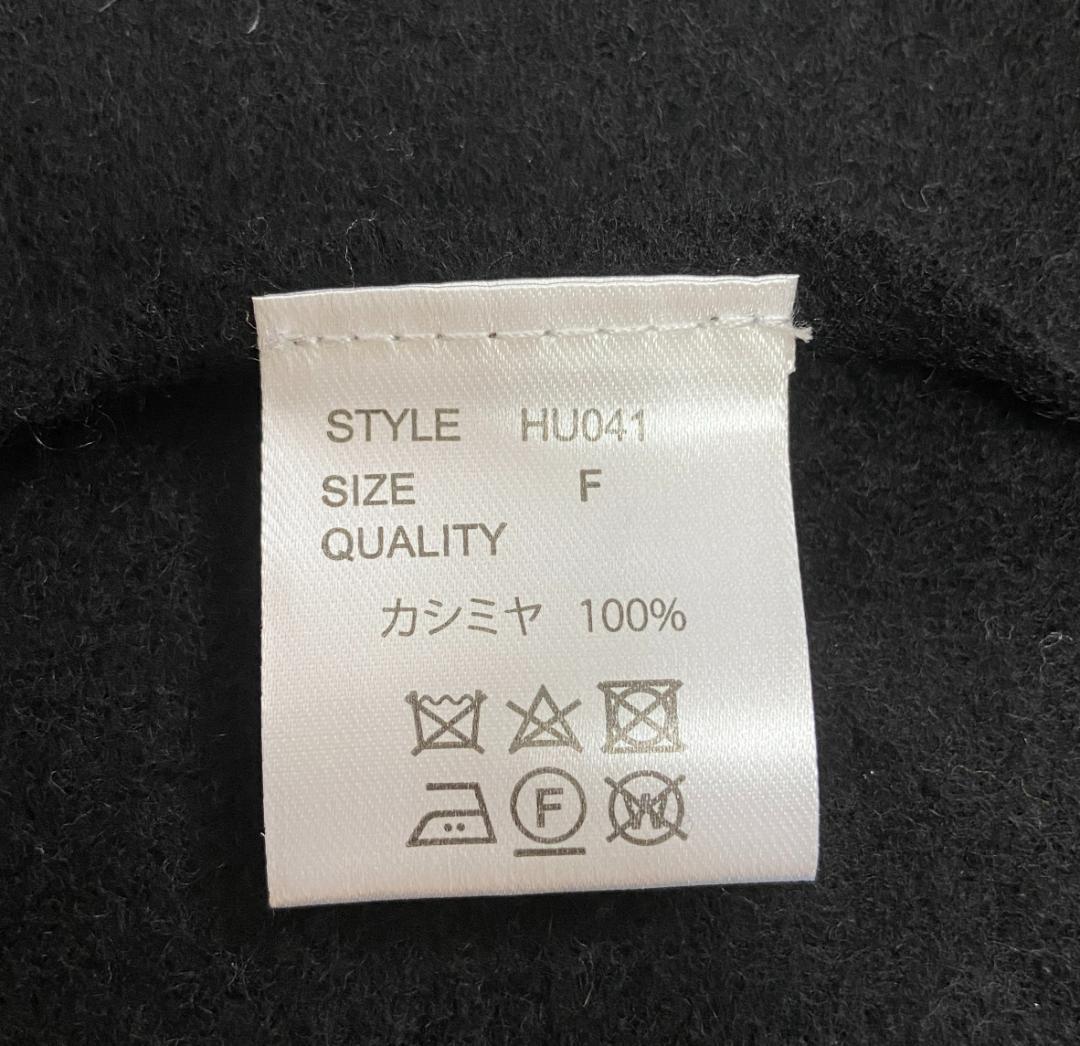 STYLE HU041
SIZE F
QUALITY
カシミヤ 100%
F W